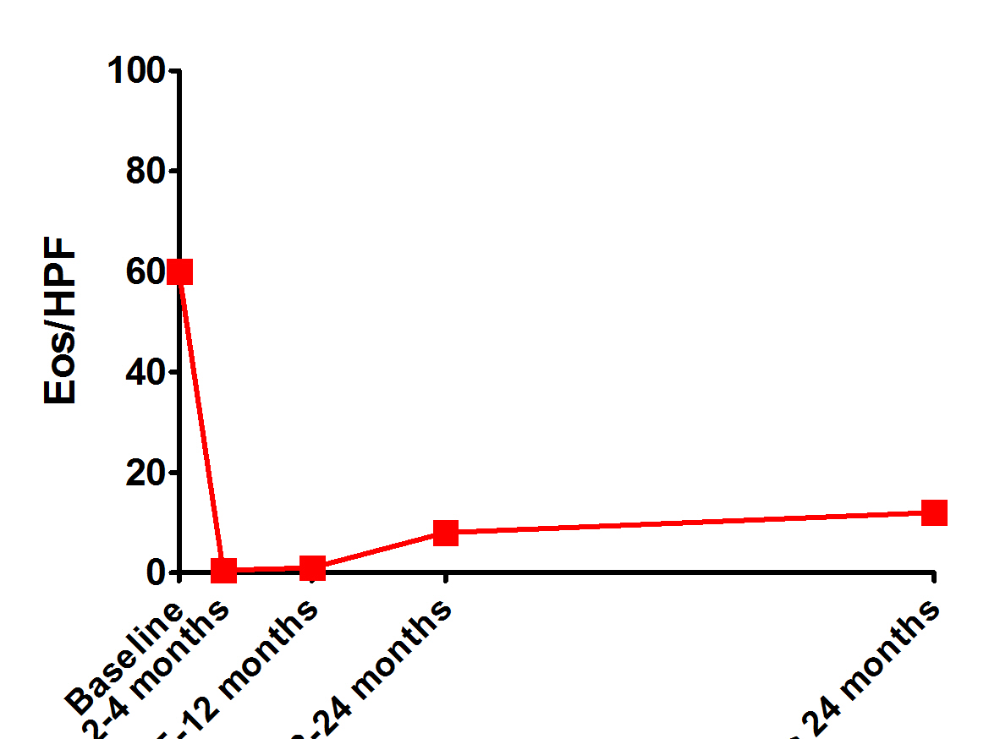 100
80
60
40
20
0
Eos/HPF
Baseline
2-4 months
-12 months
-24 months
24 months